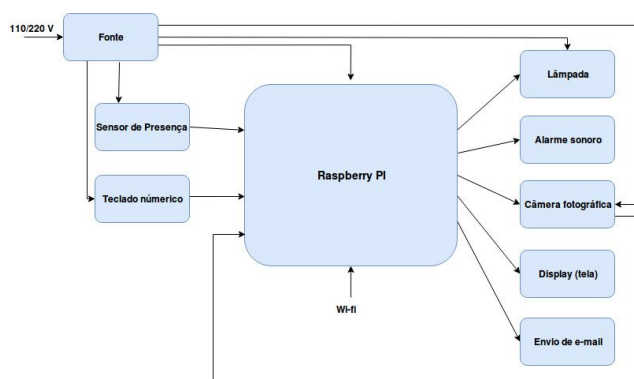 110/220 V
Fonte
Lâmpada
Sensor de Presença
Alarme sonoro
Raspberry PI
Teclado númerico
Câmera fotográfica
Display (tela)
Wi-fi
Envio de e-mail